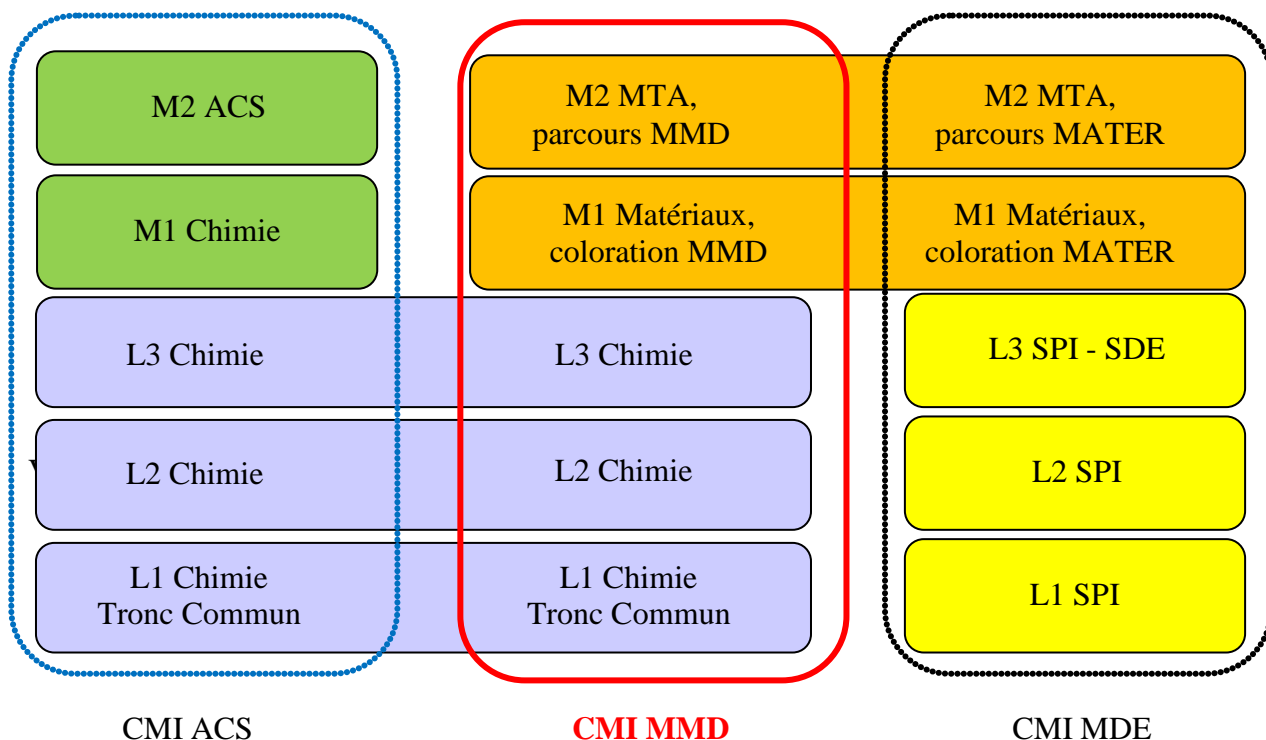 M2 ACS
M2 MTA,
parcours MMD
M2 MTA,
parcours MATER
M1 Chimie
M1 Matériaux,
coloration MMD
M1 Matériaux,
coloration MATER
L3 Chimie
L3 Chimie
L3 SPI - SDE
L2 Chimie
L2 Chimie
L2 SPI
L1 Chimie
Tronc Commun
L1 Chimie
Tronc Commun
L1 SPI
CMI ACS
CMI MMD
CMI MDE